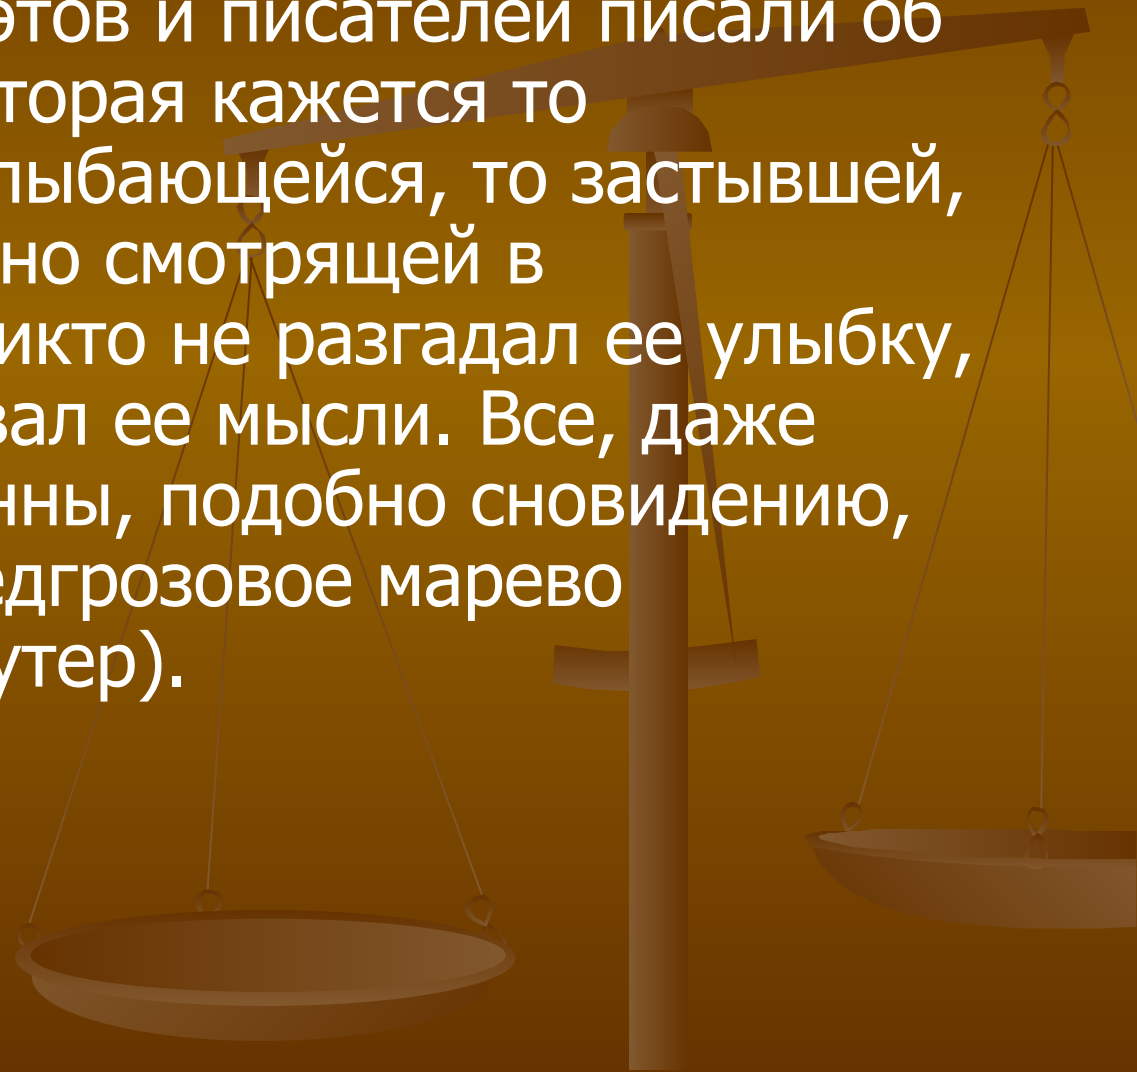 этов и писателей писали об
торая кажется то
лыбающейся, то застывшей,
но смотрящей в
икто не разгадал ее улыбку,
вал ее мысли. Все, даже
нны, подобно сновидению,
едгрозовое марево
утер).